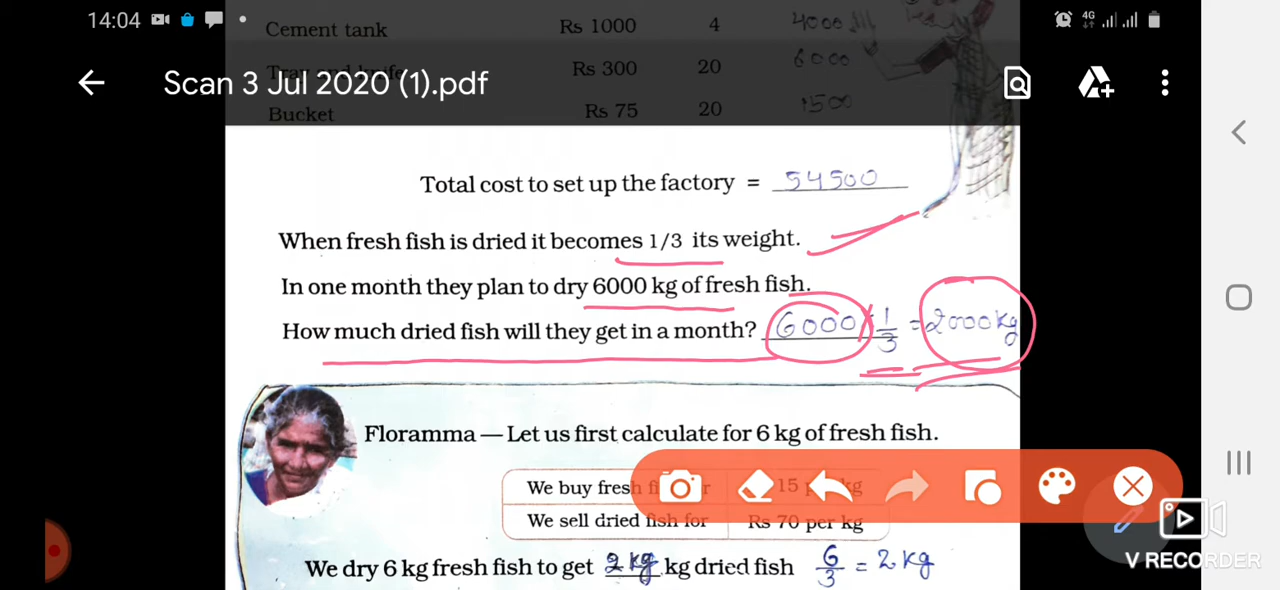 14:04
4G
Cement tank Rs 1000 4 4000
Scan 3 Jul 2020 (1).pdf
Tray and knife Rs 300 20 6000
Bucket Rs 75 20 1500
Total cost to set up the factory = 54500
When fresh fish is dried it becomes 1/3 its weight.
In one month they plan to dry 6000 kg of fresh fish.
How much dried fish will they get in a month? 6000 × 1/3 = 2000 kg
Floramma — Let us first calculate for 6 kg of fresh fish.
We buy fresh 15 kg
We sell dried fish for Rs 70 per kg
We dry 6 kg fresh fish to get 2 kg kg dried fish 6/3 = 2 kg
V RECORDER